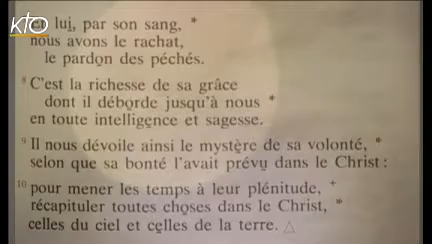 KTO
En lui, par son sang, *
nous avons le rachat,
le pardon des péchés.
8 C'est la richesse de sa grâce
dont il déborde jusqu'à nous *
en toute intelligence et sagesse.
9 Il nous dévoile ainsi le mystère de sa volonté, *
selon que sa bonté l'avait prévu dans le Christ :
10 pour mener les temps à leur plénitude, +
récapituler toutes choses dans le Christ, *
celles du ciel et celles de la terre. △